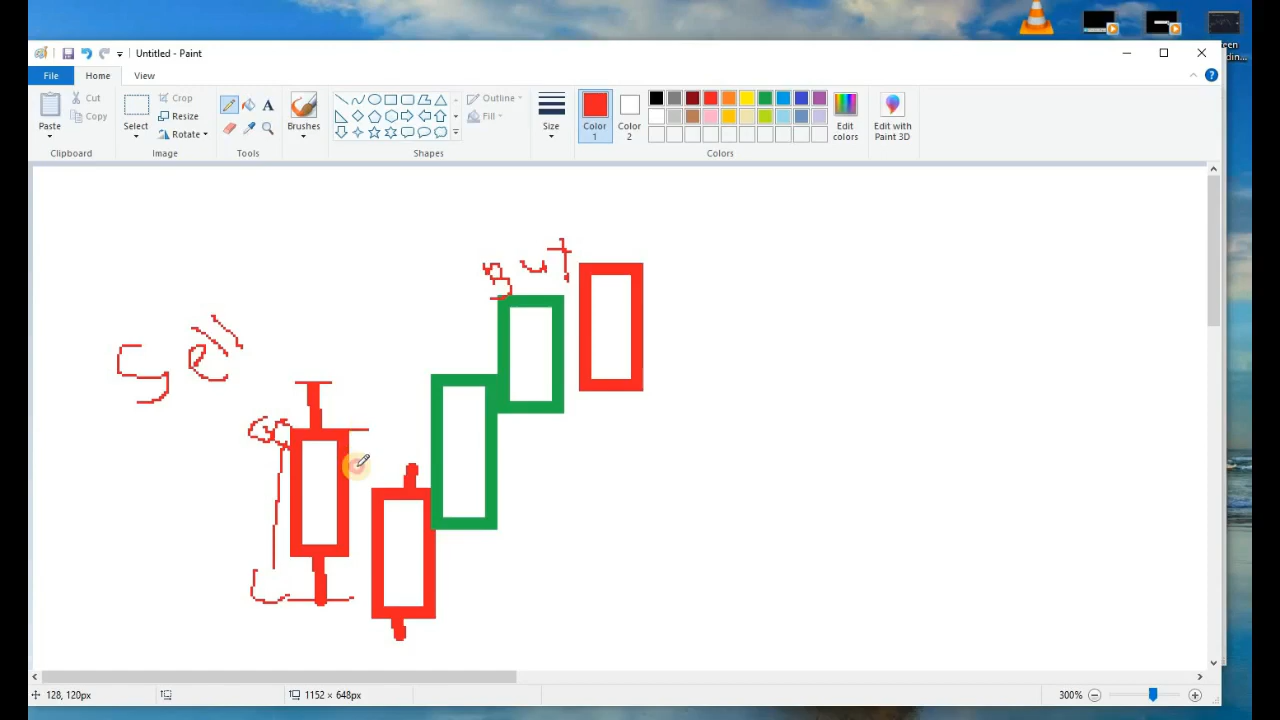 Untitled - Paint
File Home View
Cut
Copy
Paste
Clipboard
Select
Crop
Resize
Rotate
Image
Tools
Brushes
Shapes
Outline
Fill
Size
Color 1
Color 2
Colors
Edit colors
Edit with Paint 3D
Sell
128, 120px
1152 × 648px
300%